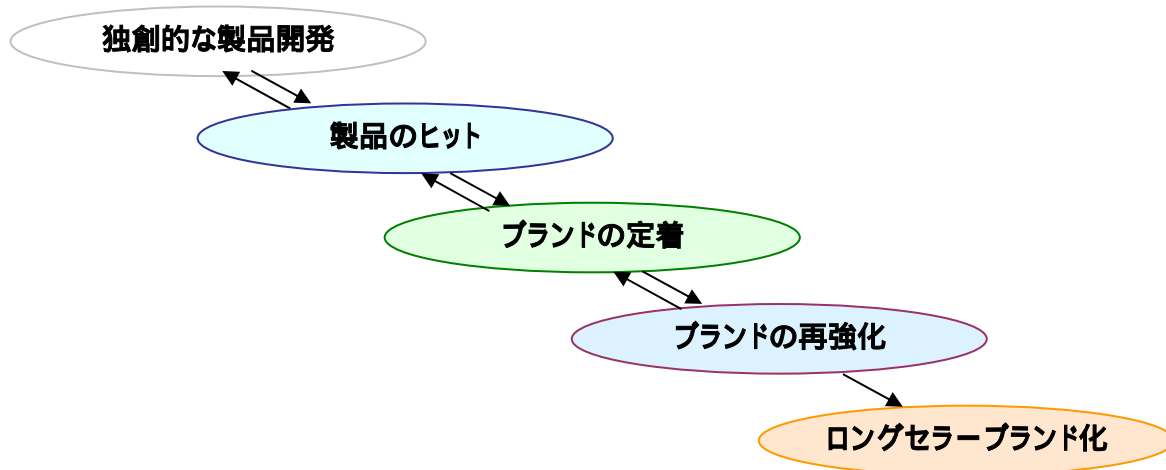 独創的な製品開発
製品のヒット
ブランドの定着
ブランドの再強化
ロングセラーブランド化